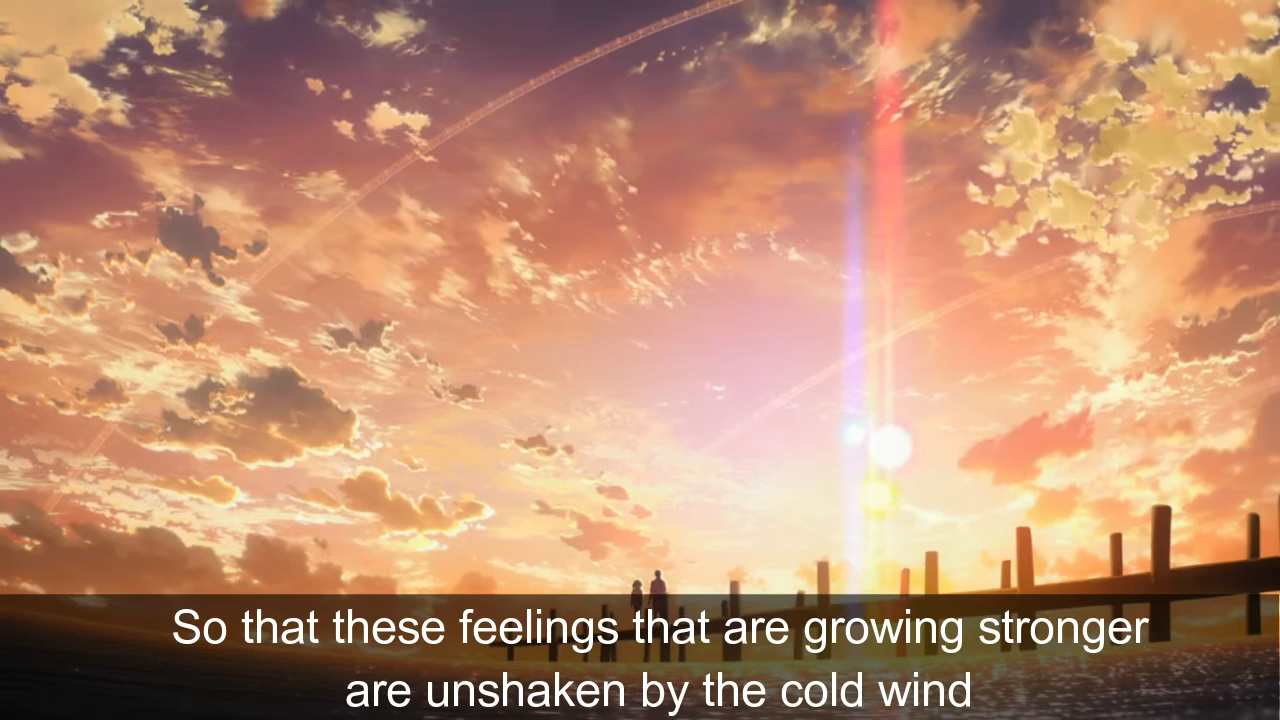 So that these feelings that are growing stronger
are unshaken by the cold wind